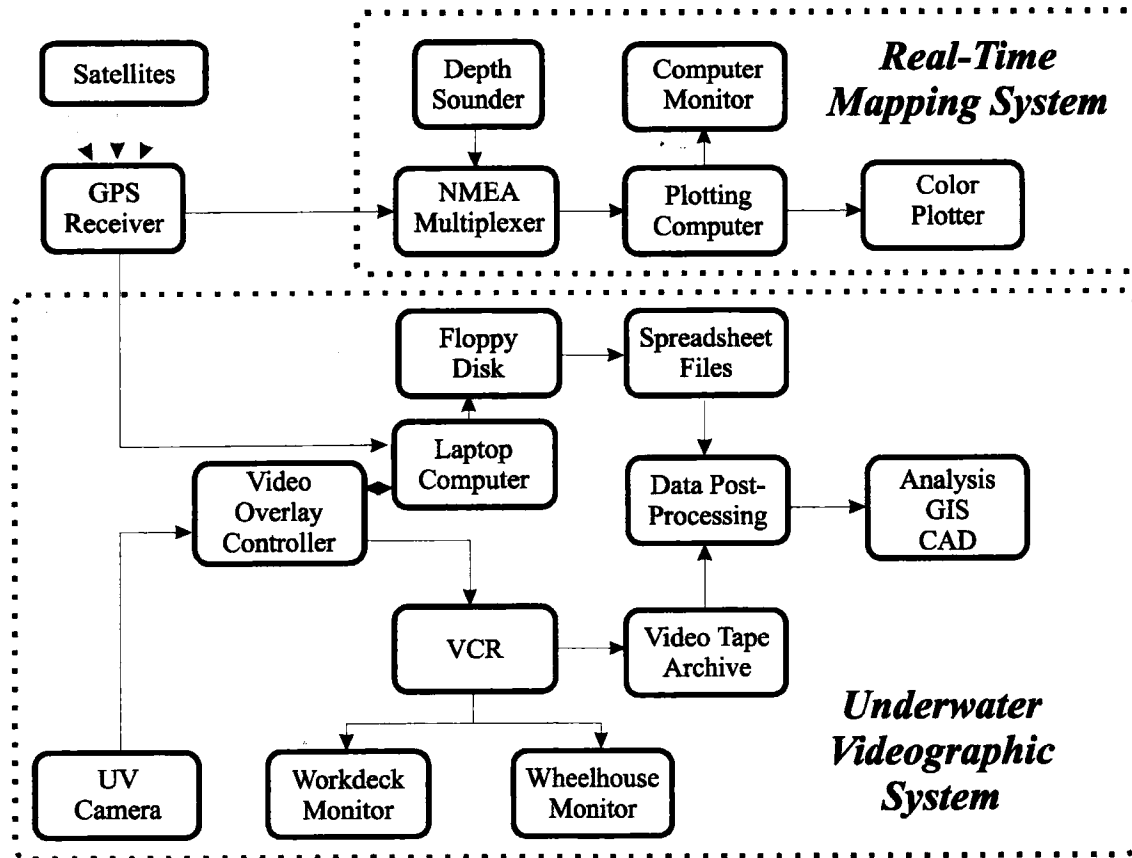 Satellites
Depth
Sounder
Computer
Monitor
Real-Time
Mapping System
GPS
Receiver
NMEA
Multiplexer
Plotting
Computer
Color
Plotter
Floppy
Disk
Spreadsheet
Files
Laptop
Computer
Video
Overlay
Controller
Data Post-
Processing
Analysis
GIS
CAD
VCR
Video Tape
Archive
Underwater
Videographic
System
UV
Camera
Workdeck
Monitor
Wheelhouse
Monitor